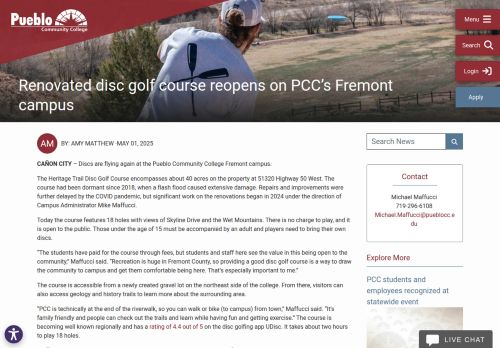 Pueblo
Community College
Menu
Search
Login
Apply
Renovated disc golf course reopens on PCC's Fremont
campus
AM BY: AMY MATTHEW MAY 01, 2025
CAÑON CITY – Discs are flying again at the Pueblo Community College Fremont campus.
The Heritage Trail Disc Golf Course encompasses about 40 acres on the property at 51320 Highway 50 West. The
course had been dormant since 2018, when a flash flood caused extensive damage. Repairs and improvements were
further delayed by the COVID pandemic, but significant work on the renovations began in 2024 under the direction of
Campus Administrator Mike Maffucci.
Today the course features 18 holes with views of Skyline Drive and the Wet Mountains. There is no charge to play, and it
is open to the public. Those under the age of 15 must be accompanied by an adult and players need to bring their own
discs.
"The students have paid for the course through fees, but students and staff here see the value in this being open to the
community," Maffucci said. "Recreation is huge in Fremont County, so providing a good disc golf course is a way to draw
the community to campus and get them comfortable being here. That's especially important to me."
The course is accessible from a newly created gravel lot on the northeast side of the college. From there, visitors can
also access geology and history trails to learn more about the surrounding area.
"PCC is technically at the end of the riverwalk, so you can walk or bike (to campus) from town," Maffucci said. "It's
family friendly and people can check out the trails and learn while having fun and getting exercise." The course is
becoming well known regionally and has a rating of 4.4 out of 5 on the disc golfing app UDisc. It takes about two hours
to play 18 holes.
Search News
Contact
Michael Maffucci
719-296-6108
Michael.Maffucci@pueblocc.e
du
Explore More
PCC students and
employees recognized at
statewide event
LIVE CHAT